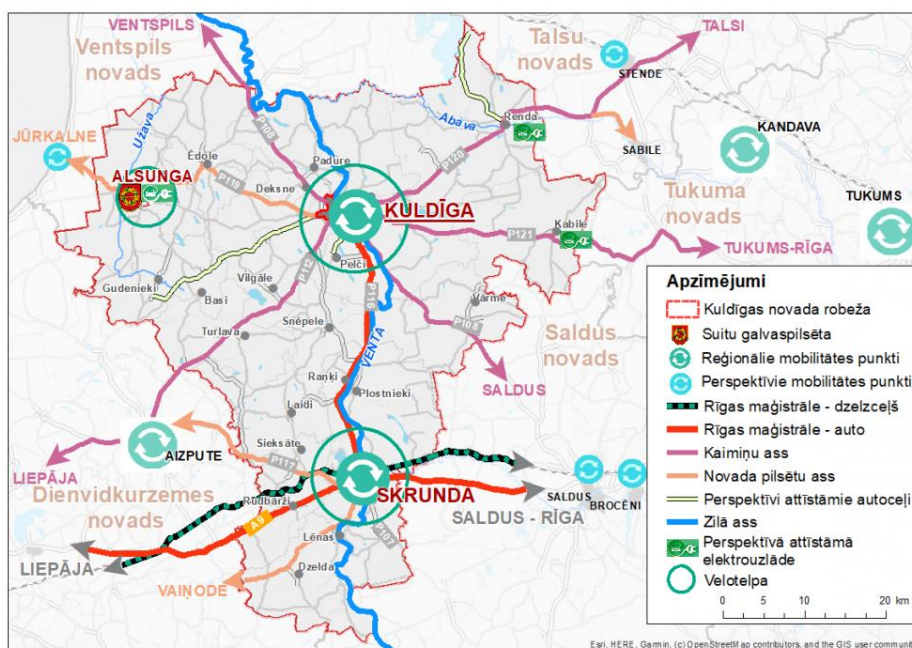 VENTSPILS
Ventspils
novads
Talsu
novads
TALSI
STENDE
Abava
Renda
KANDAVA
Užava
JŪRKALNE
P108
Padure
P120
SABILE
Ēdole
Deksne
P119
ALSUNGA
KULDĪGA
Tukuma
novads
TUKUMS
Kabile
P121
TUKUMS-RĪGA
Pelči
P112
P116
Gudenieki
Vilgāle
Basi
Snēpele
Turlava
VENTA
Vārme
P109
Saldus
novads
SALDUS
Ranķi
Plostnieki
Laidi
Sieksāte
AIZPUTE
P117
LIEPĀJA
Dienvidkurzemes
novads
Rudbārži
SKRUNDA
SALDUS
BROCĒNI
SALDUS - RĪGA
A9
Lēnas
LIEPĀJA
Dzelda
VAIŅODE
Apzīmējumi
Kuldīgas novada robeža
Suitu galvaspilsēta
Reģionālie mobilitātes punkti
Perspektīvie mobilitātes punkti
Rīgas maģistrāle - dzelzceļš
Rīgas maģistrāle - auto
Kaimiņu ass
Novada pilsētu ass
Perspektīvi attīstāmie autoceļi
Zilā ass
Perspektīvā attīstāmā
elektrouzlāde
Velotelpa
0 5 10 20 km
Esri, HERE, Garmin, (c) OpenStreetMap contributors, and the GIS user communit